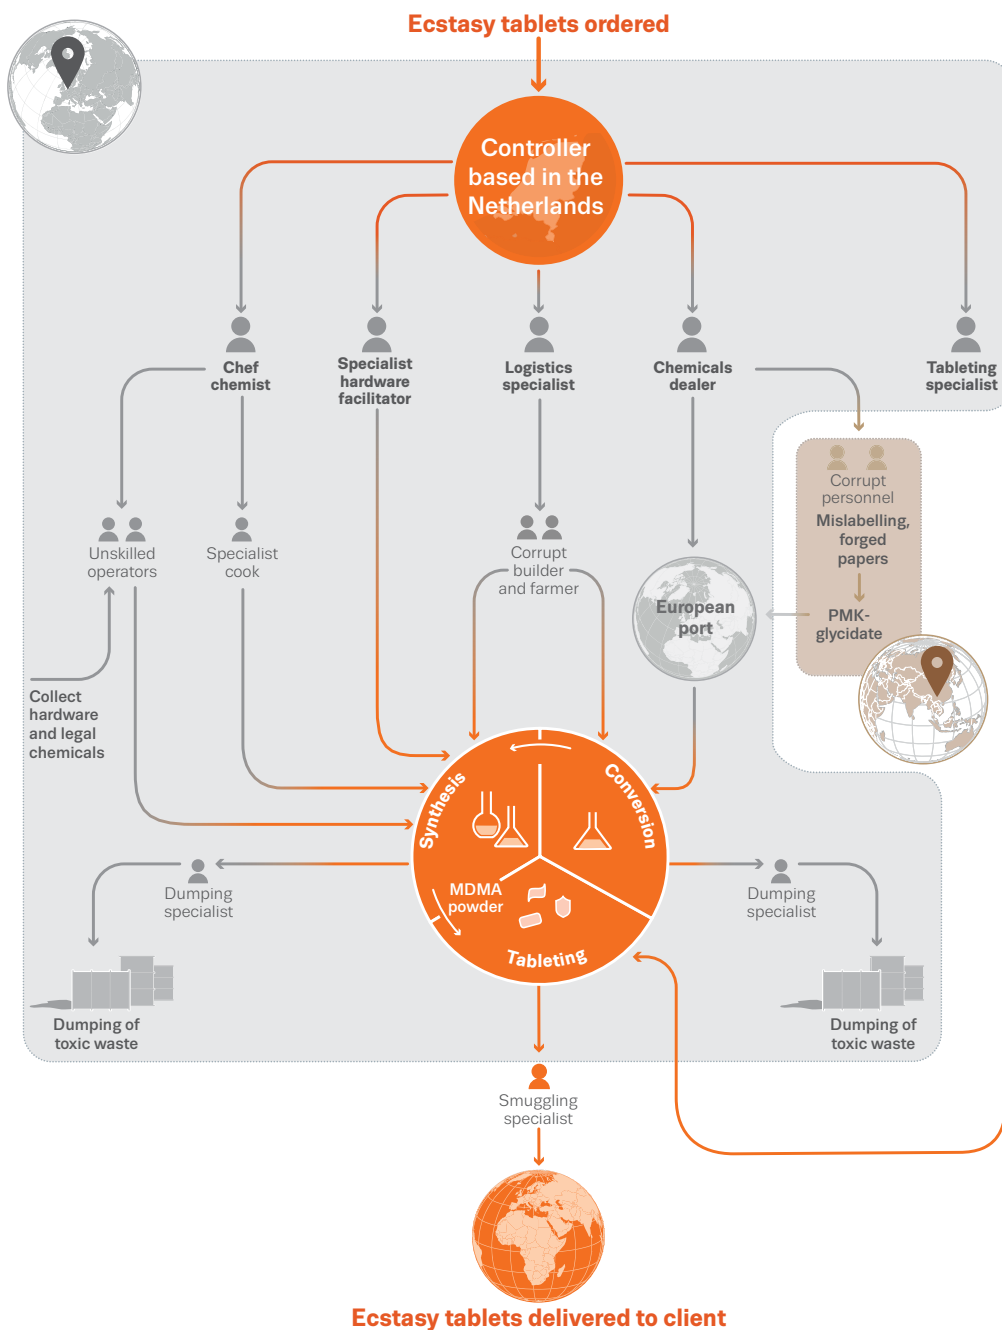 Ecstasy tablets ordered
Controller
based in the
Netherlands
Chef
chemist
Specialist
hardware
facilitator
Logistics
specialist
Chemicals
dealer
Tableting
specialist
Corrupt
personnel
Mislabelling,
forged
papers
PMK-
glycidate
Unskilled
operators
Specialist
cook
Corrupt
builder
and farmer
European
port
Collect
hardware
and legal
chemicals
Synthesis
Conversion
MDMA
powder
Tableting
Dumping
specialist
Dumping
specialist
Dumping of
toxic waste
Dumping of
toxic waste
Smuggling
specialist
Ecstasy tablets delivered to client